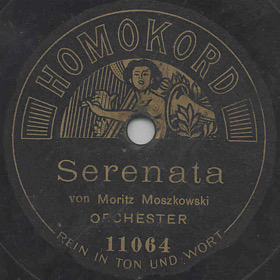 HOMOKORD
Serenata
von Moritz Moszkowski
ORCHESTER
11064
REIN IN TON UND WORT